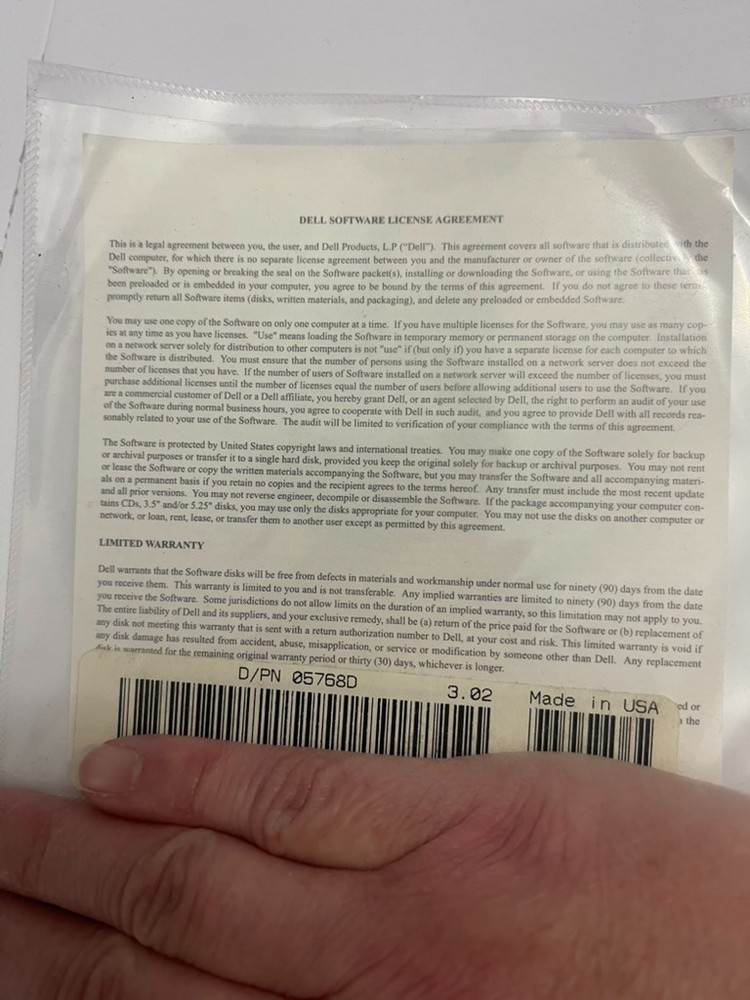 DELL SOFTWARE LICENSE AGREEMENT
This is a legal agreement between you, the user, and Dell Products, L.P ("Dell"). This agreement covers all software that is distributed with the
Dell computer, for which there is no separate license agreement between you and the manufacturer or owner of the software (collectively the
"Software"). By opening or breaking the seal on the Software packet(s), installing or downloading the Software, or using the Software that has
been preloaded or is embedded in your computer, you agree to be bound by the terms of this agreement. If you do not agree to these terms,
promptly return all Software items (disks, written materials, and packaging), and delete any preloaded or embedded Software.
You may use one copy of the Software on only one computer at a time. If you have multiple licenses for the Software, you may use as many cop-
ies at any time as you have licenses. "Use" means loading the Software in temporary memory or permanent storage on the computer. Installation
on a network server solely for distribution to other computers is not "use" if (but only if) you have a separate license for each computer to which
the Software is distributed. You must ensure that the number of persons using the Software installed on a network server does not exceed the
number of licenses that you have. If the number of users of Software installed on a network server will exceed the number of licenses, you must
purchase additional licenses until the number of licenses equal the number of users before allowing additional users to use the Software. If you
are a commercial customer of Dell or a Dell affiliate, you hereby grant Dell, or an agent selected by Dell, the right to perform an audit of your use
of the Software during normal business hours, you agree to cooperate with Dell in such audit, and you agree to provide Dell with all records rea-
sonably related to your use of the Software. The audit will be limited to verification of your compliance with the terms of this agreement.
The Software is protected by United States copyright laws and international treaties. You may make one copy of the Software solely for backup
or archival purposes or transfer it to a single hard disk, provided you keep the original solely for backup or archival purposes. You may not rent
or lease the Software or copy the written materials accompanying the Software, but you may transfer the Software and all accompanying materi-
als on a permanent basis if you retain no copies and the recipient agrees to the terms hereof. Any transfer must include the most recent update
and all prior versions. You may not reverse engineer, decompile or disassemble the Software. If the package accompanying your computer con-
tains CDs, 3.5" and/or 5.25" disks, you may use only the disks appropriate for your computer. You may not use the disks on another computer or
network, or loan, rent, lease, or transfer them to another user except as permitted by this agreement.
LIMITED WARRANTY
Dell warrants that the Software disks will be free from defects in materials and workmanship under normal use for ninety (90) days from the date
you receive them. This warranty is limited to you and is not transferable. Any implied warranties are limited to ninety (90) days from the date
you receive the Software. Some jurisdictions do not allow limits on the duration of an implied warranty, so this limitation may not apply to you.
The entire liability of Dell and its suppliers, and your exclusive remedy, shall be (a) return of the price paid for the Software or (b) replacement of
any disk not meeting this warranty that is sent with a return authorization number to Dell, at your cost and risk. This limited warranty is void if
any disk damage has resulted from accident, abuse, misapplication, or service or modification by someone other than Dell. Any replacement
disk is warranted for the remaining original warranty period or thirty (30) days, whichever is longer.
D/PN 05768D 3.02 Made in USA ed or
the